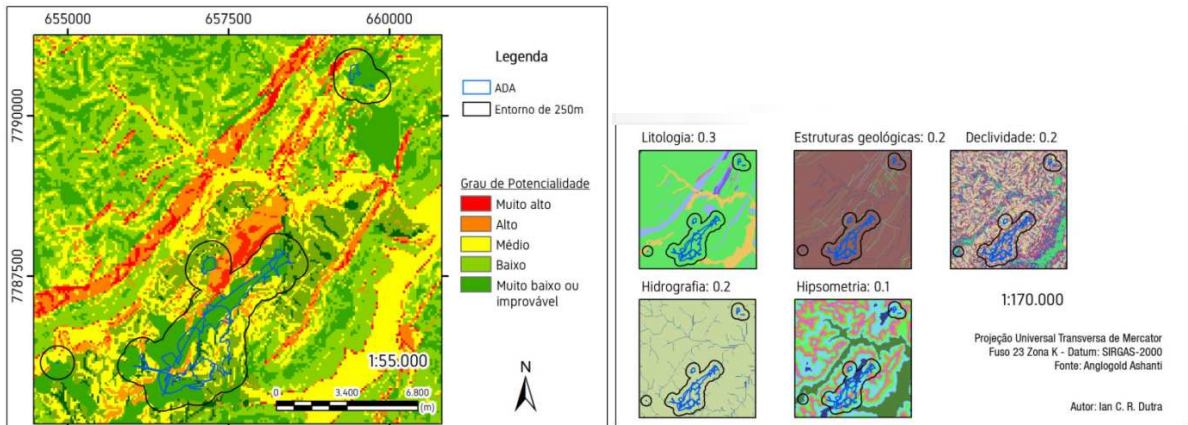 655000 657500 660000
7790000
7787500
Legenda
ADA
Entorno de 250m
Grau de Potencialidade
Muito alto
Alto
Médio
Baixo
Muito baixo ou
improvável
1:55:000
0 3.400 6.800
(m)
N
Litologia: 0.3 Estruturas geológicas: 0.2 Declividade: 0.2
Hidrografia: 0.2 Hipsometria: 0.1
1:170.000
Projeção Universal Transversa de Mercator
Fuso 23 Zona K - Datum: SIRGAS-2000
Fonte: Anglogold Ashanti
Autor: Ian C. R. Dutra